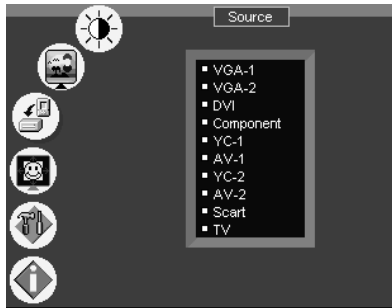 Source
VGA-1
VGA-2
DVI
Component
YC-1
AV-1
YC-2
AV-2
Scart
TV